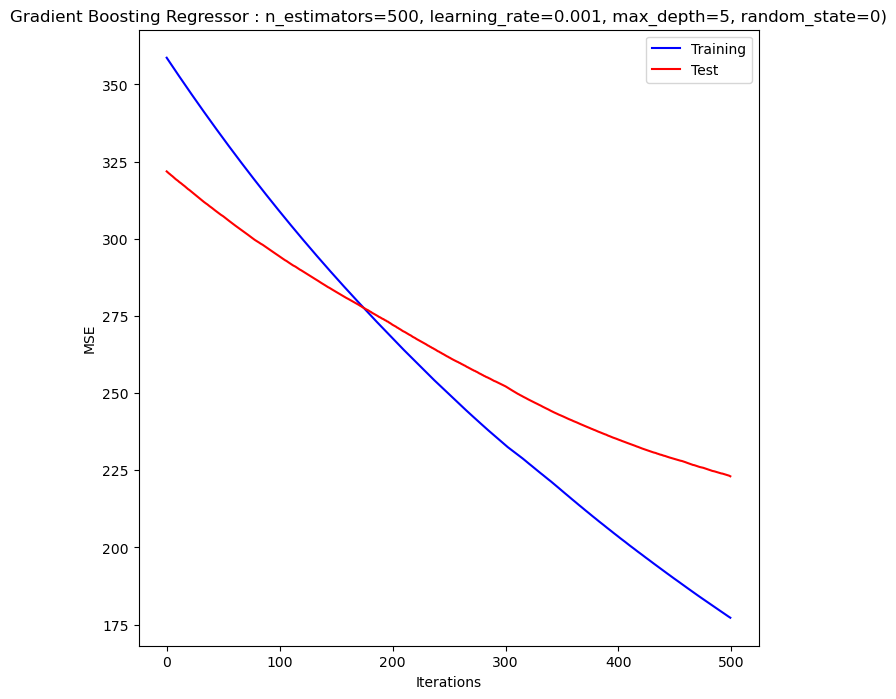 Gradient Boosting Regressor : n_estimators=500, learning_rate=0.001, max_depth=5, random_state=0)
Training
Test
350
325
300
275
250
225
200
175
MSE
0 100 200 300 400 500
Iterations